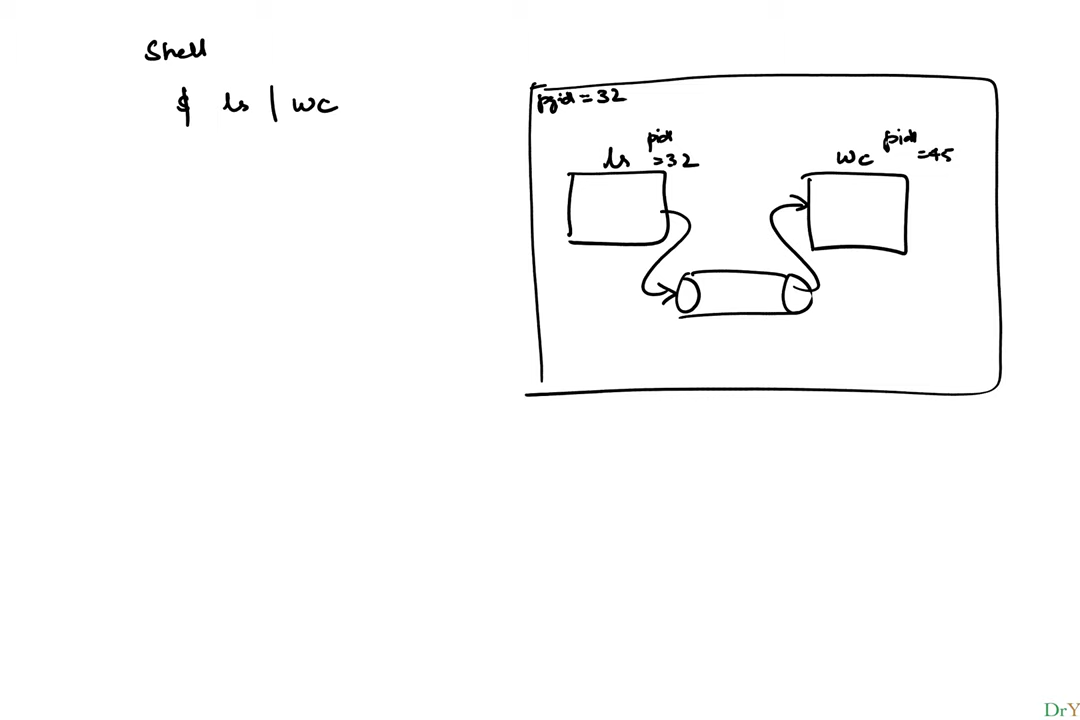 Shell
$ ls | wc
pgid = 32
ls pid = 32
wc pid = 45
DrY